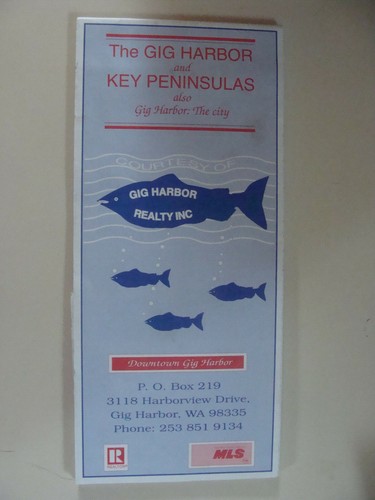 The GIG HARBOR
and
KEY PENINSULAS
also
Gig Harbor: The city
COURTESY OF
GIG HARBOR
REALTY INC
Downtown Gig Harbor
P. O. Box 219
3118 Harborview Drive,
Gig Harbor, WA 98335
Phone: 253 851 9134
R
MLS